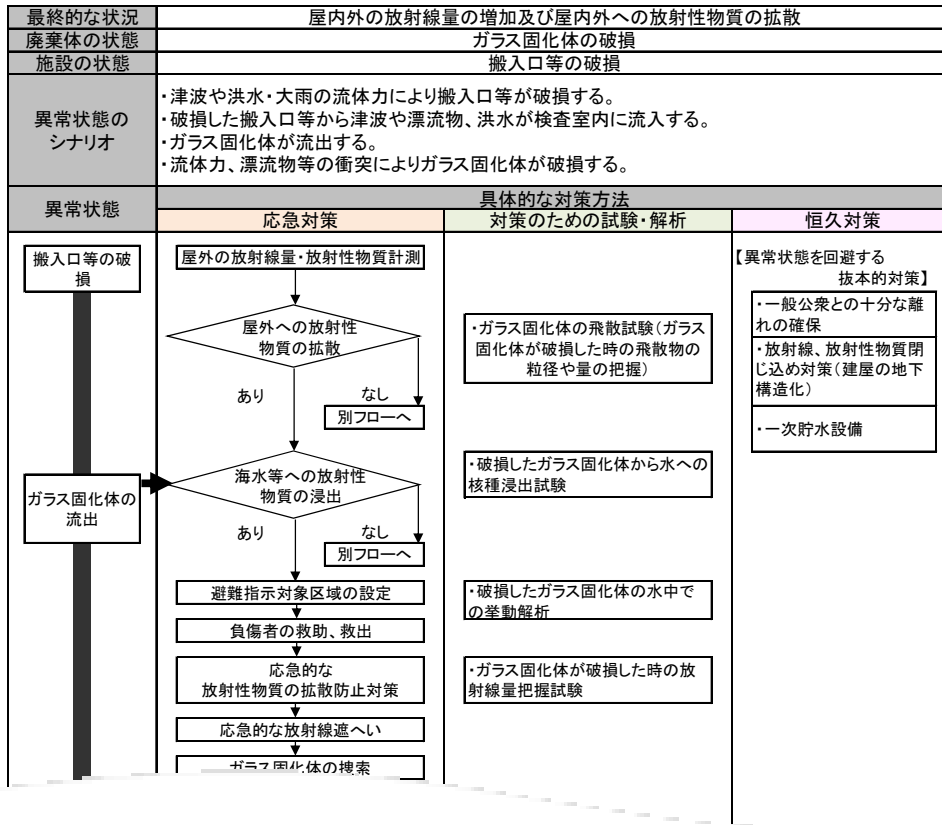 最終的な状況
屋内外の放射線量の増加及び屋内外への放射性物質の拡散
廃棄体の状態
ガラス固化体の破損
施設の状態
搬入口等の破損
異常状態の
シナリオ
・津波や洪水・大雨の流体力により搬入口等が破損する。
・破損した搬入口等から津波や漂流物、洪水が検査室内に流入する。
・ガラス固化体が流出する。
・流体力、漂流物等の衝突によりガラス固化体が破損する。
異常状態
具体的な対策方法
応急対策
対策のための試験・解析
恒久対策
搬入口等の破
損
ガラス固化体の
流出
屋外の放射線量・放射性物質計測
屋外への放射性
物質の拡散
あり
なし
別フローへ
海水等への放射性
物質の浸出
あり
なし
別フローへ
避難指示対象区域の設定
負傷者の救助、救出
応急的な
放射性物質の拡散防止対策
応急的な放射線遮へい
ガラス固化体の捜索
・ガラス固化体の飛散試験(ガラス
固化体が破損した時の飛散物の
粒径や量の把握)
・破損したガラス固化体から水への
核種浸出試験
・破損したガラス固化体の水中で
の挙動解析
・ガラス固化体が破損した時の放
射線量把握試験
【異常状態を回避する
抜本的対策】
・一般公衆との十分な離
れの確保
・放射線、放射性物質閉
じ込め対策(建屋の地下
構造化)
・一次貯水設備